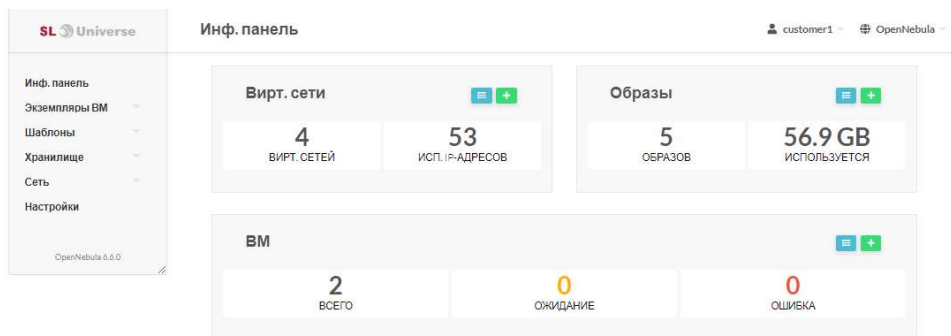 SL Universe
Инф. панель
customer1
OpenNebula
Инф. панель
Экземпляры ВМ
Шаблоны
Хранилище
Сеть
Настройки
OpenNebula 6.6.0
Вирт. сети
4
ВИРТ. СЕТЕЙ
53
ИСП. IP-АДРЕСОВ
Образы
5
ОБРАЗОВ
56.9 GB
ИСПОЛЬЗУЕТСЯ
ВМ
2
ВСЕГО
0
ОЖИДАНИЕ
0
ОШИБКА